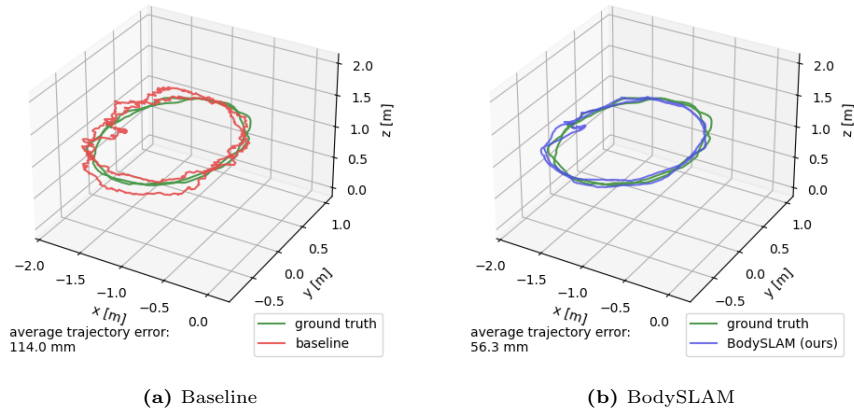 2.0
1.5
1.0
0.5
0.0
z [m]
1.0
0.5
0.0
−0.5
y [m]
−2.0
−1.5
−1.0
−0.5
0.0
x [m]
average trajectory error:
114.0 mm
ground truth
baseline
(a) Baseline
2.0
1.5
1.0
0.5
0.0
z [m]
1.0
0.5
0.0
−0.5
y [m]
−2.0
−1.5
−1.0
−0.5
0.0
x [m]
average trajectory error:
56.3 mm
ground truth
BodySLAM (ours)
(b) BodySLAM